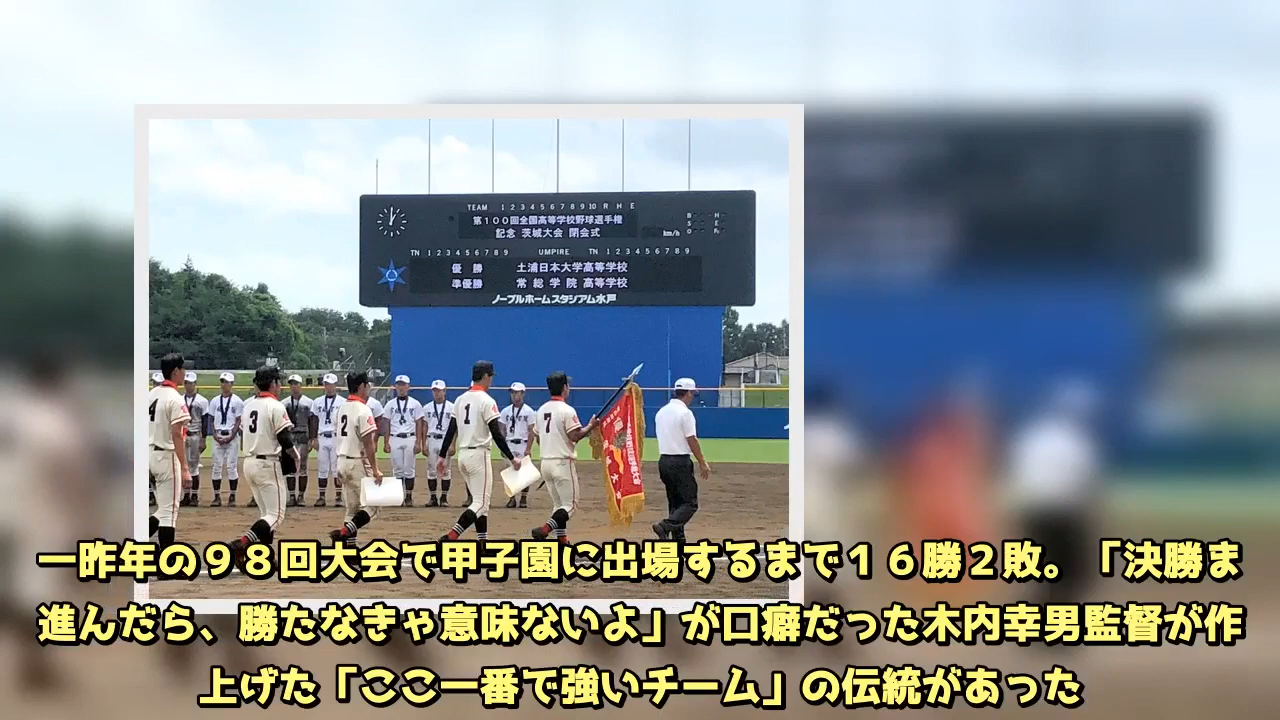 TEAM 1 2 3 4 5 6 7 8 9 10 R H E
第100回全国高等学校野球選手権
記念 茨城大会 閉会式
B H
S E
O Fc
km/h
TN 1 2 3 4 5 6 7 8 9 UMPIRE TN 1 2 3 4 5 6 7 8 9
優 勝 土浦日本大学高等学校
準優勝 常 総 学 院 高等学校
ノーブルホームスタジアム水戸
4
3
2
1
7
一昨年の98回大会で甲子園に出場するまで16勝2敗。「決勝ま
進んだら、勝たなきゃ意味ないよ」が口癖だった木内幸男監督が作
上げた「ここ一番で強いチーム」の伝統があった